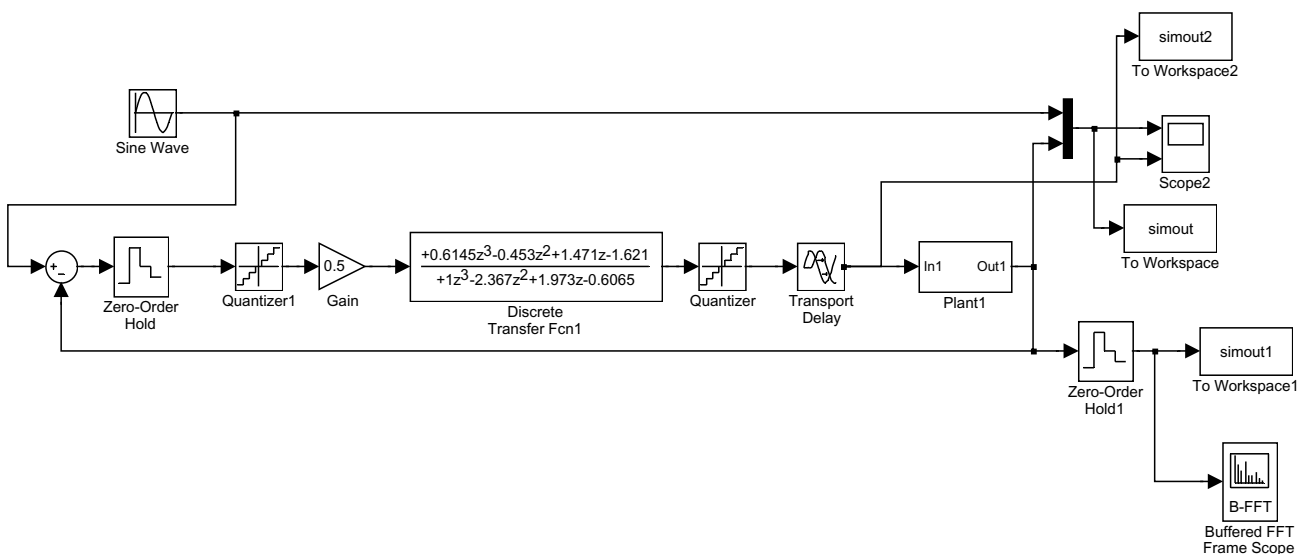 simout2
To Workspace2
Sine Wave
Scope2
simout
To Workspace
+
−
Zero-Order
Hold
Quantizer1
0.5
Gain
+0.6145z3-0.453z2+1.471z-1.621
+1z3-2.367z2+1.973z-0.6065
Discrete
Transfer Fcn1
Quantizer
Transport
Delay
In1
Out1
Plant1
Zero-Order
Hold1
simout1
To Workspace1
B-FFT
Buffered FFT
Frame Scope